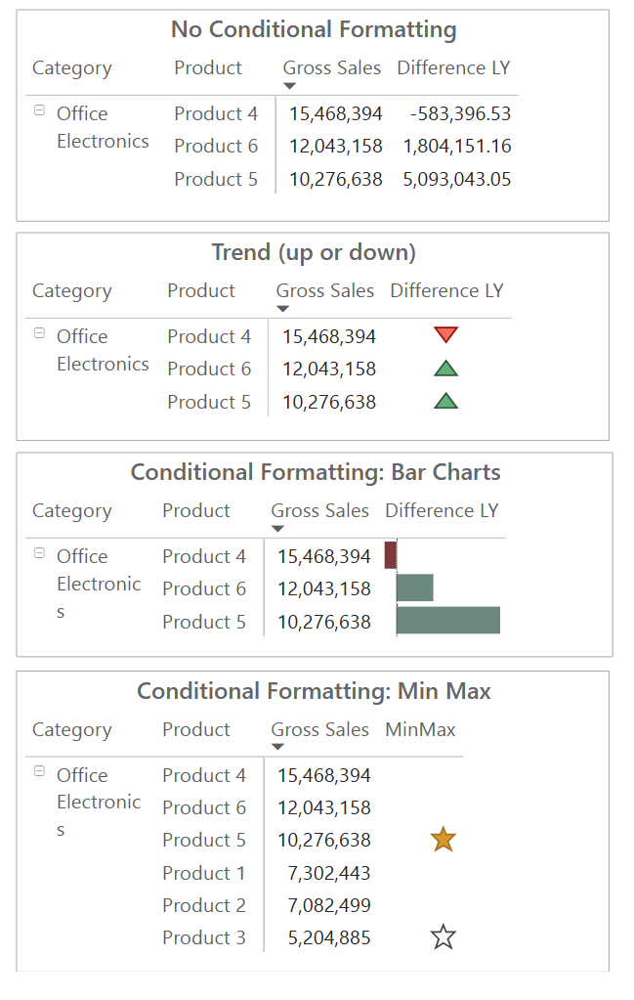 No Conditional Formatting
Category Product Gross Sales Difference LY
Office Product 4 15,468,394 -583,396.53
Electronics Product 6 12,043,158 1,804,151.16
Product 5 10,276,638 5,093,043.05
Trend (up or down)
Category Product Gross Sales Difference LY
Office Product 4 15,468,394
Electronics Product 6 12,043,158
Product 5 10,276,638
Conditional Formatting: Bar Charts
Category Product Gross Sales Difference LY
Office Product 4 15,468,394
Electronic Product 6 12,043,158
s Product 5 10,276,638
Conditional Formatting: Min Max
Category Product Gross Sales MinMax
Office Product 4 15,468,394
Electronic Product 6 12,043,158
s Product 5 10,276,638
Product 1 7,302,443
Product 2 7,082,499
Product 3 5,204,885